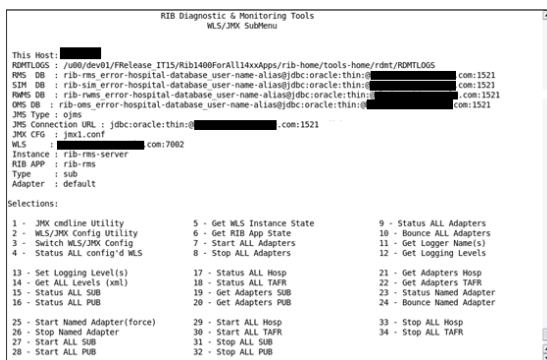 RIB Diagnostic & Monitoring Tools
WLS/JMX SubMenu
This Host:
RDMTLOGS : /u00/dev01/FRelease_IT15/Rib1400ForAll14xxApps/rib-home/tools-home/rdmt/RDMTLOGS
RMS DB : rib-rms_error-hospital-database_user-name-alias@jdbc:oracle:thin:@ .com:1521
SIM DB : rib-sim_error-hospital-database_user-name-alias@jdbc:oracle:thin:@ .com:1521
RWMS DB : rib-rwms_error-hospital-database_user-name-alias@jdbc:oracle:thin:@ .com:1521
OMS DB : rib-oms_error-hospital-database_user-name-alias@jdbc:oracle:thin:@ .com:1521
JMS Type : ojms
JMS Connection URL : jdbc:oracle:thin:@ .com:1521
JMX CFG : jmx1.conf
WLS : .com:7002
Instance : rib-rms-server
RIB APP : rib-rms
Type : sub
Adapter : default
Selections:
1 - JMX cmdline Utility 5 - Get WLS Instance State 9 - Status ALL Adapters
2 - WLS/JMX Config Utility 6 - Get RIB App State 10 - Bounce ALL Adapters
3 - Switch WLS/JMX Config 7 - Start ALL Adapters 11 - Get Logger Name(s)
4 - Status ALL config'd WLS 8 - Stop ALL Adapters 12 - Get Logging Levels
13 - Set Logging Level(s) 17 - Status ALL Hosp 21 - Get Adapters Hosp
14 - Get ALL Levels (xml) 18 - Status ALL TAFR 22 - Get Adapters TAFR
15 - Status ALL SUB 19 - Get Adapters SUB 23 - Status Named Adapter
16 - Status ALL PUB 20 - Get Adapters PUB 24 - Bounce Named Adapter
25 - Start Named Adapter(force) 29 - Start ALL Hosp 33 - Stop ALL Hosp
26 - Stop Named Adapter 30 - Start ALL TAFR 34 - Stop ALL TAFR
27 - Start ALL SUB 31 - Stop ALL SUB
28 - Start ALL PUB 32 - Stop ALL PUB